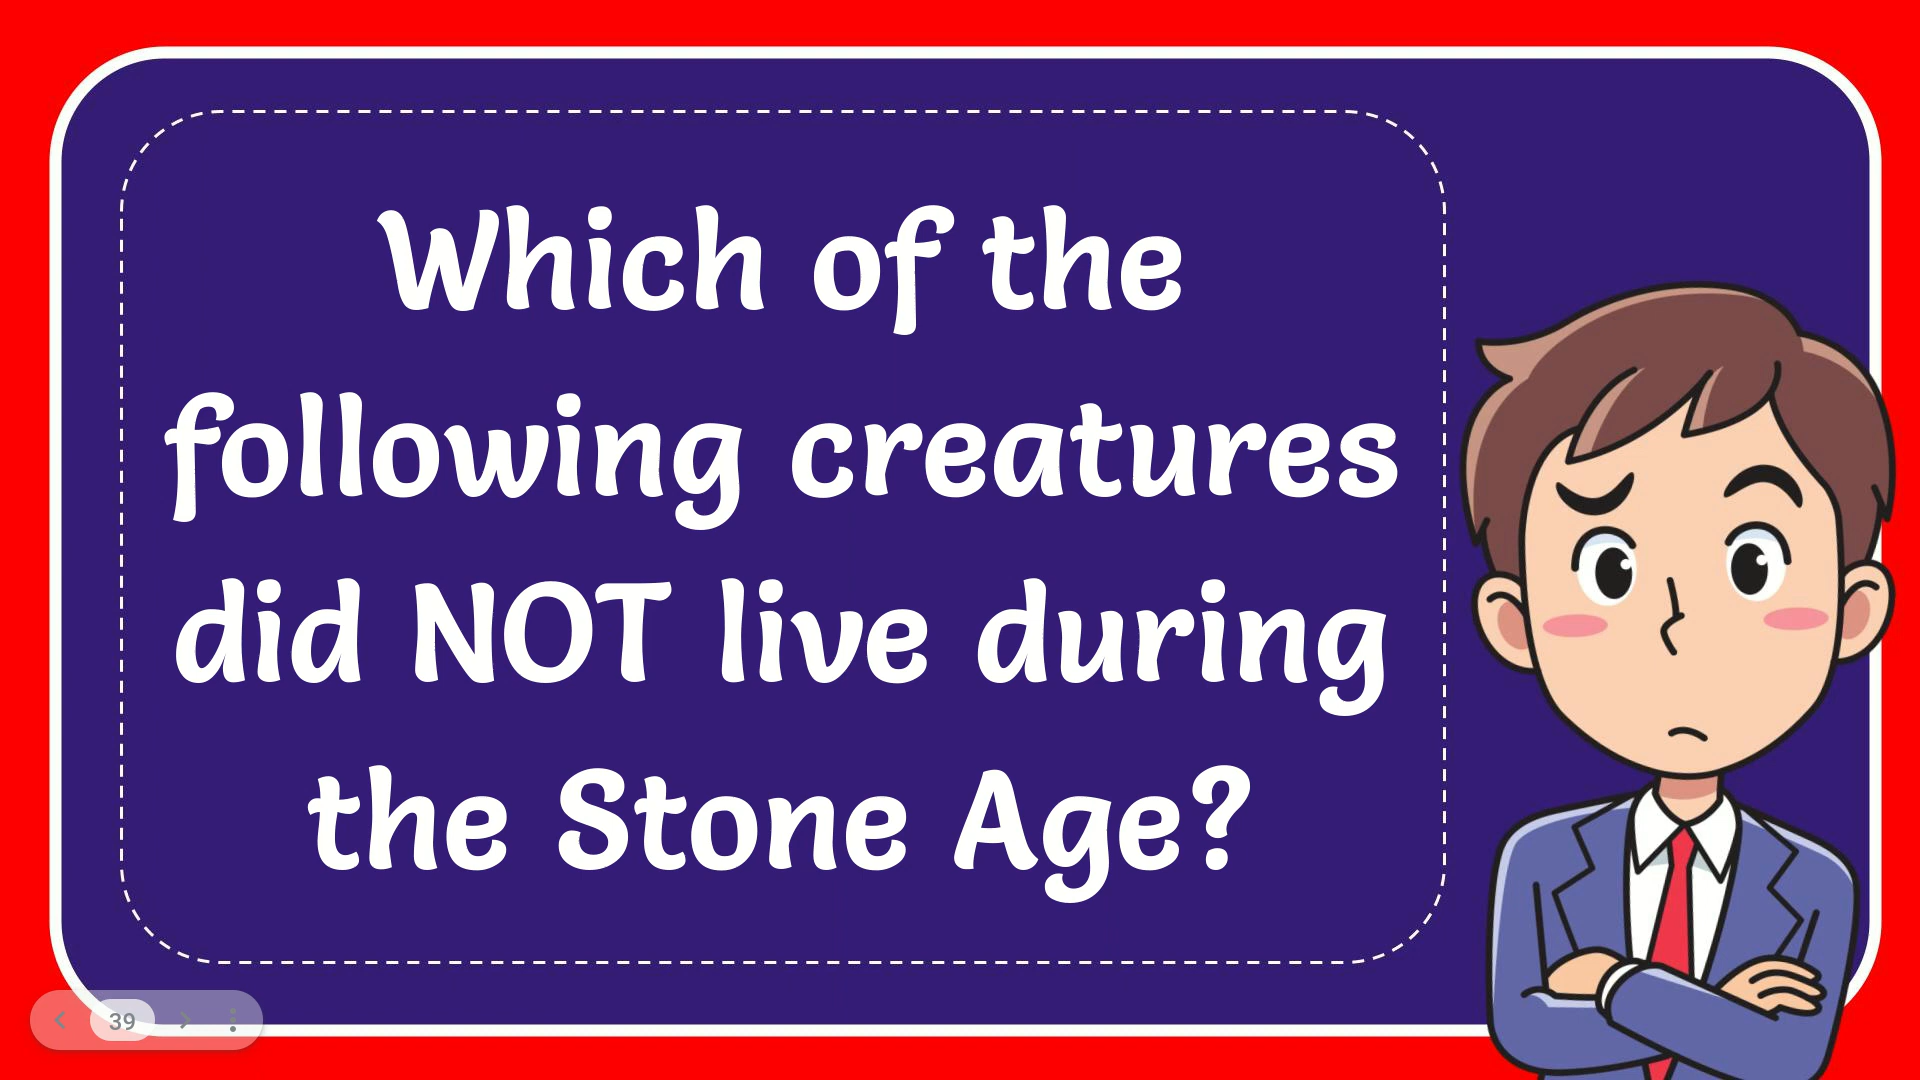 Which of the
following creatures
did NOT live during
the Stone Age?
39